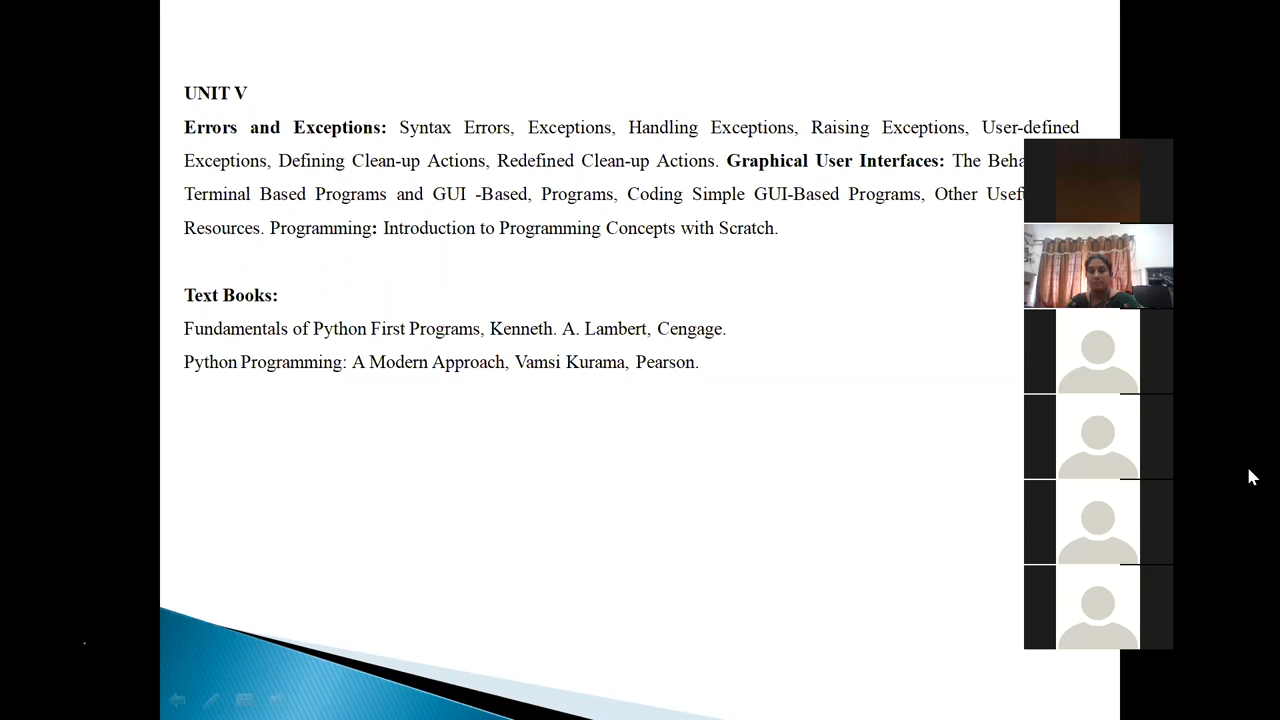 UNIT V
Errors and Exceptions: Syntax Errors, Exceptions, Handling Exceptions, Raising Exceptions, User-defined
Exceptions, Defining Clean-up Actions, Redefined Clean-up Actions. Graphical User Interfaces: The
Terminal Based Programs and GUI -Based, Programs, Coding Simple GUI-Based Programs, Other
Resources. Programming: Introduction to Programming Concepts with Scratch.
Text Books:
Fundamentals of Python First Programs, Kenneth. A. Lambert, Cengage.
Python Programming: A Modern Approach, Vamsi Kurama, Pearson.